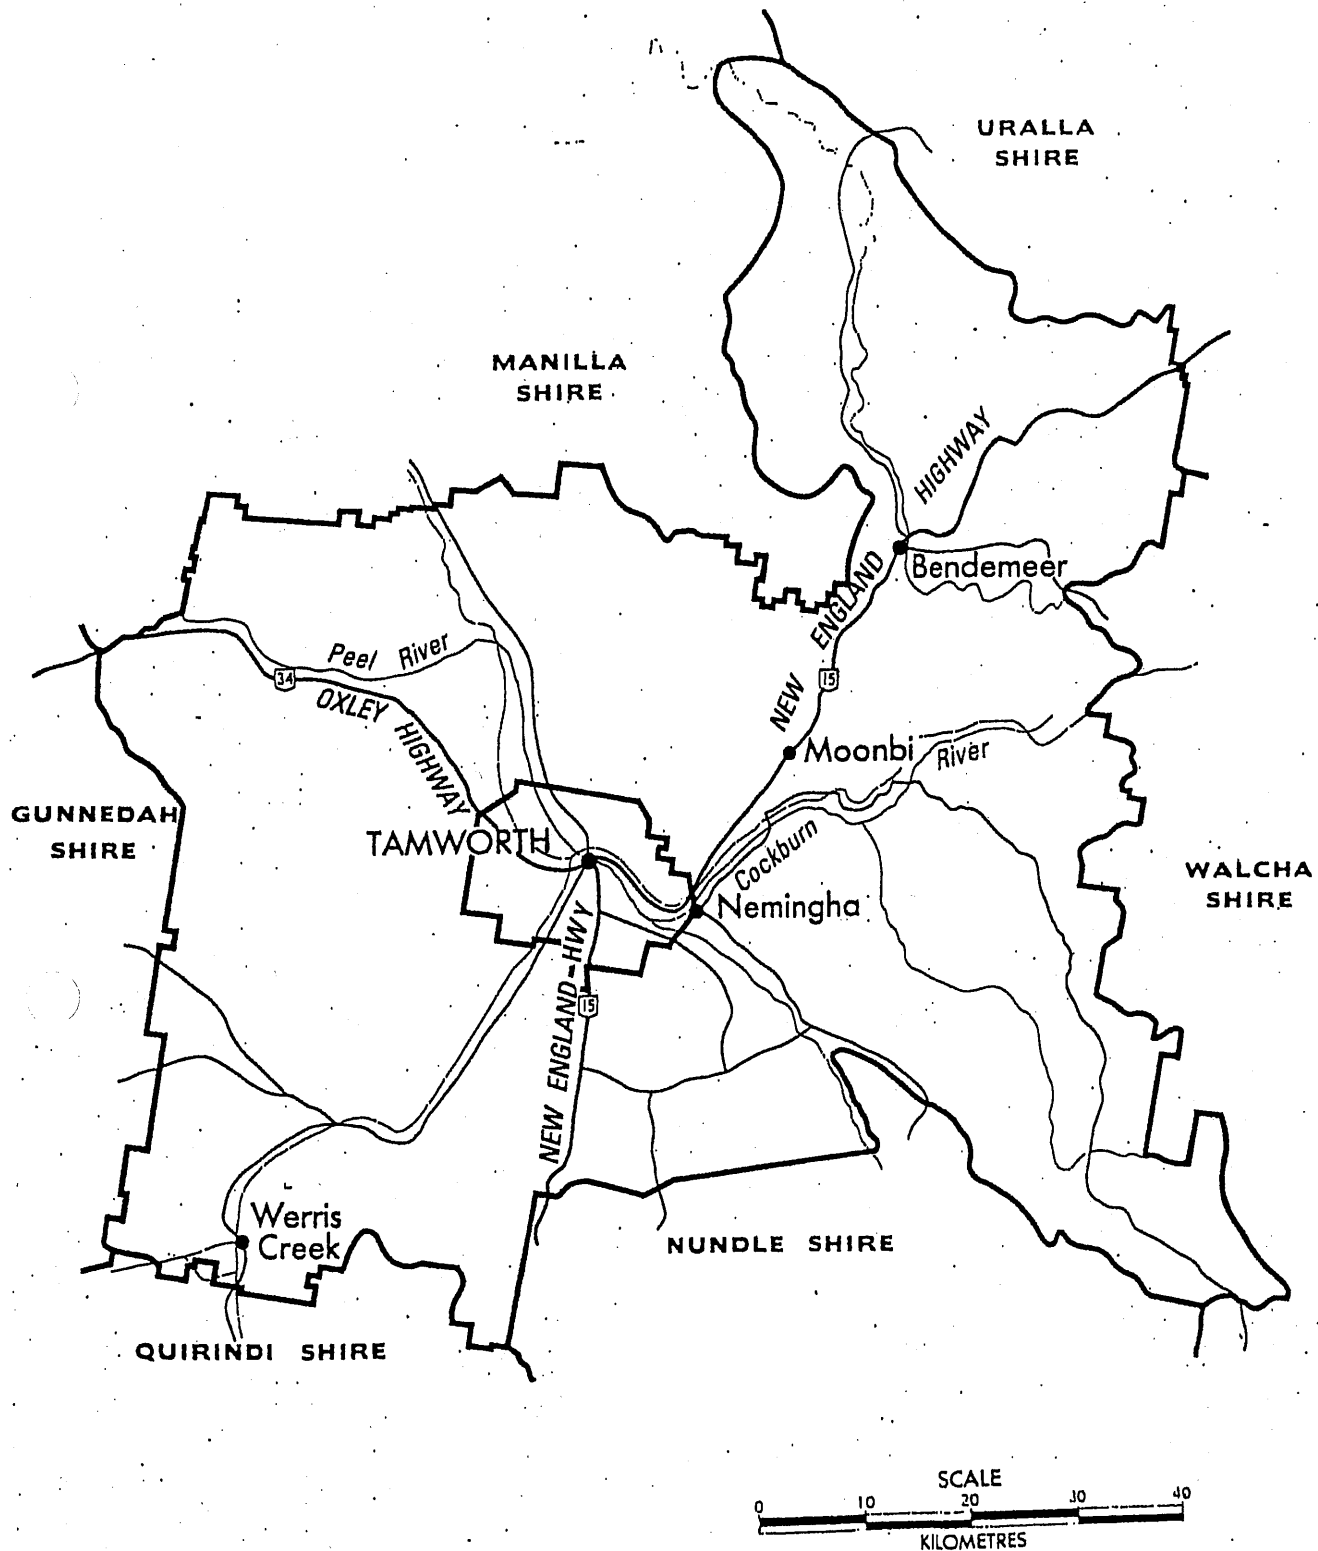 URALLA
SHIRE
MANILLA
SHIRE
HIGHWAY
Bendemeer
ENGLAND
Peel River
34
15
OXLEY HIGHWAY
NEW
Moonbi
River
GUNNEDAH
SHIRE
TAMWORTH
Cockburn
WALCHA
SHIRE
Nemingha
NEW ENGLAND-HWY
15
Werris
Creek
NUNDLE SHIRE
QUIRINDI SHIRE
SCALE
0 10 20 30 40
KILOMETRES